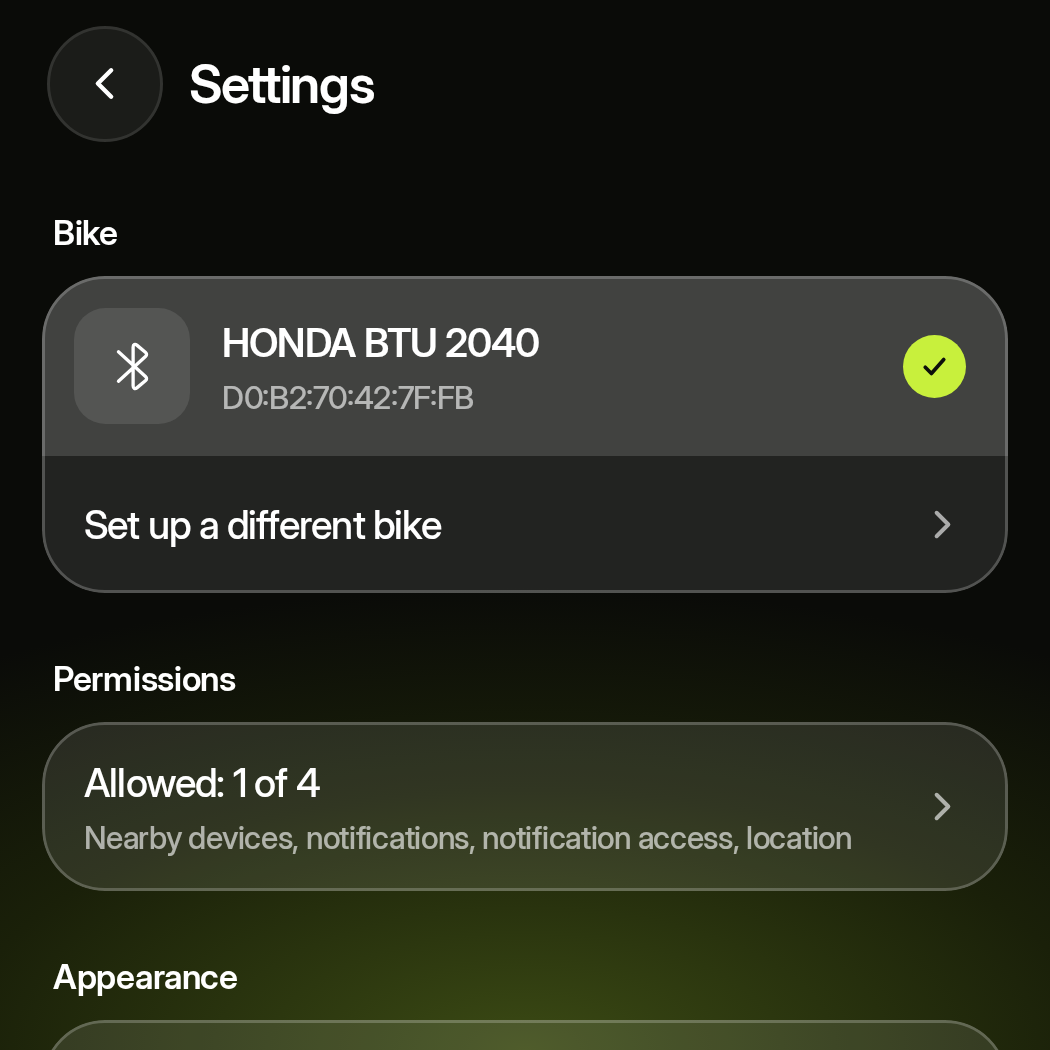 Settings
Bike
HONDA BTU 2040
D0:B2:70:42:7F:FB
Set up a different bike
Permissions
Allowed: 1 of 4
Nearby devices, notifications, notification access, location
Appearance